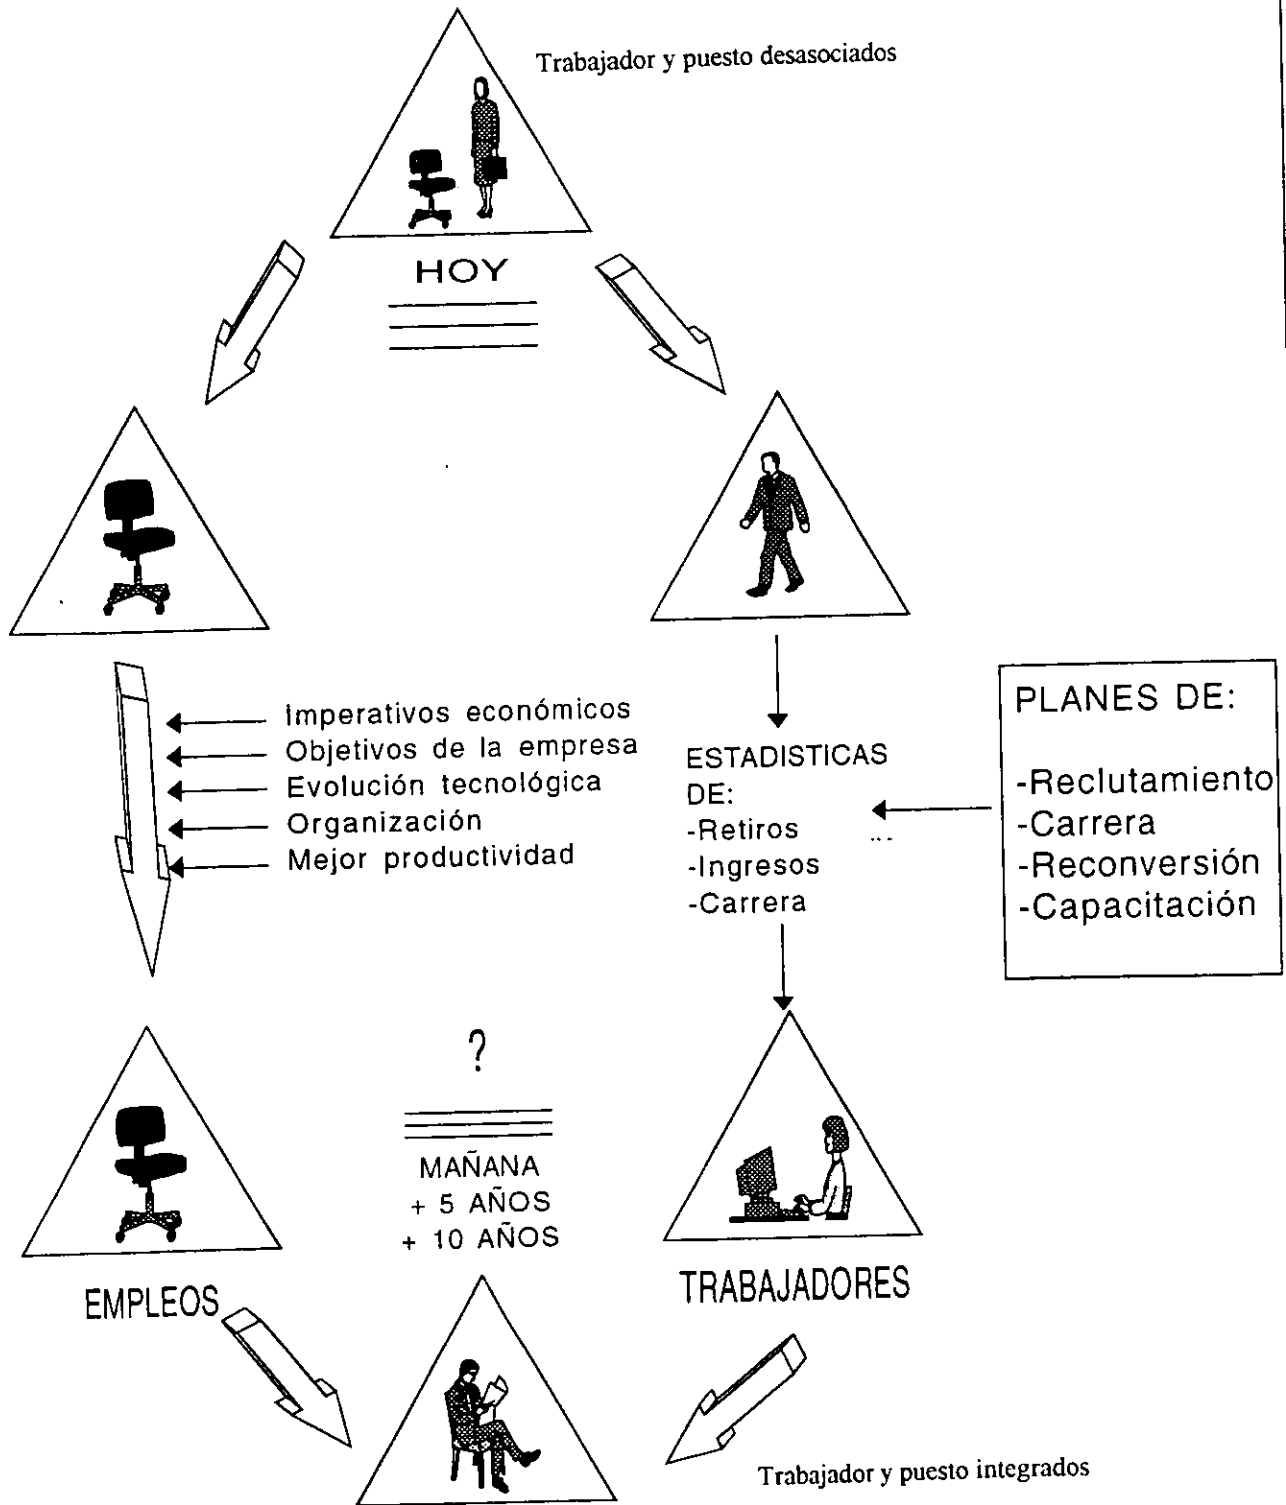 Trabajador y puesto desasociados
HOY
Imperativos económicos
Objetivos de la empresa
Evolución tecnológica
Organización
Mejor productividad
ESTADISTICAS
DE:
-Retiros
-Ingresos
-Carrera
PLANES DE:
-Reclutamiento
-Carrera
-Reconversión
-Capacitación
?
MAÑANA
+ 5 AÑOS
+ 10 AÑOS
EMPLEOS
TRABAJADORES
Trabajador y puesto integrados